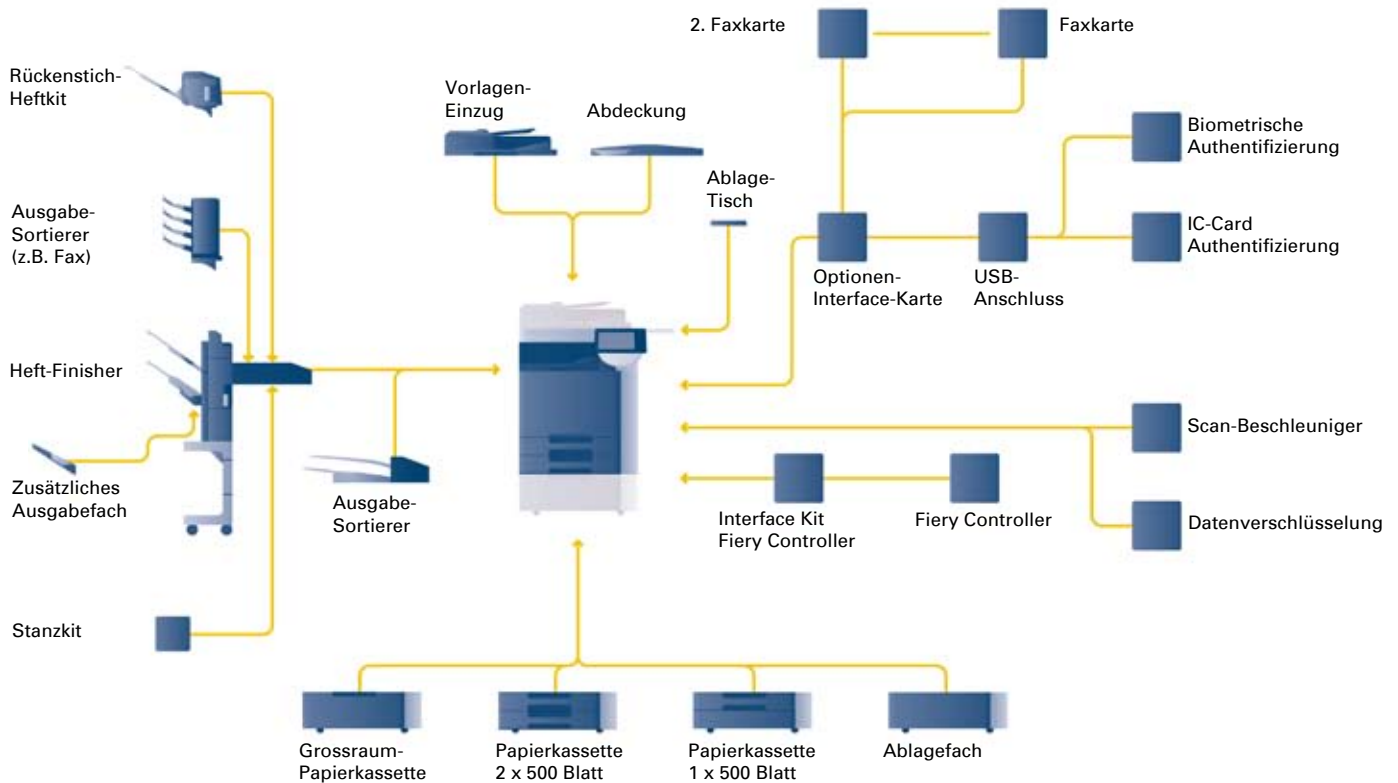 2. Faxkarte
Faxkarte
Rückenstich-
Heftkit
Vorlagen-
Einzug
Abdeckung
Biometrische
Authentifizierung
Ablage-
Tisch
Ausgabe-
Sortierer
(z.B. Fax)
IC-Card
Authentifizierung
Optionen-
Interface-Karte
USB-
Anschluss
Heft-Finisher
Scan-Beschleuniger
Zusätzliches
Ausgabefach
Ausgabe-
Sortierer
Interface Kit
Fiery Controller
Fiery Controller
Datenverschlüsselung
Stanzkit
Grossraum-
Papierkassette
Papierkassette
2 x 500 Blatt
Papierkassette
1 x 500 Blatt
Ablagefach